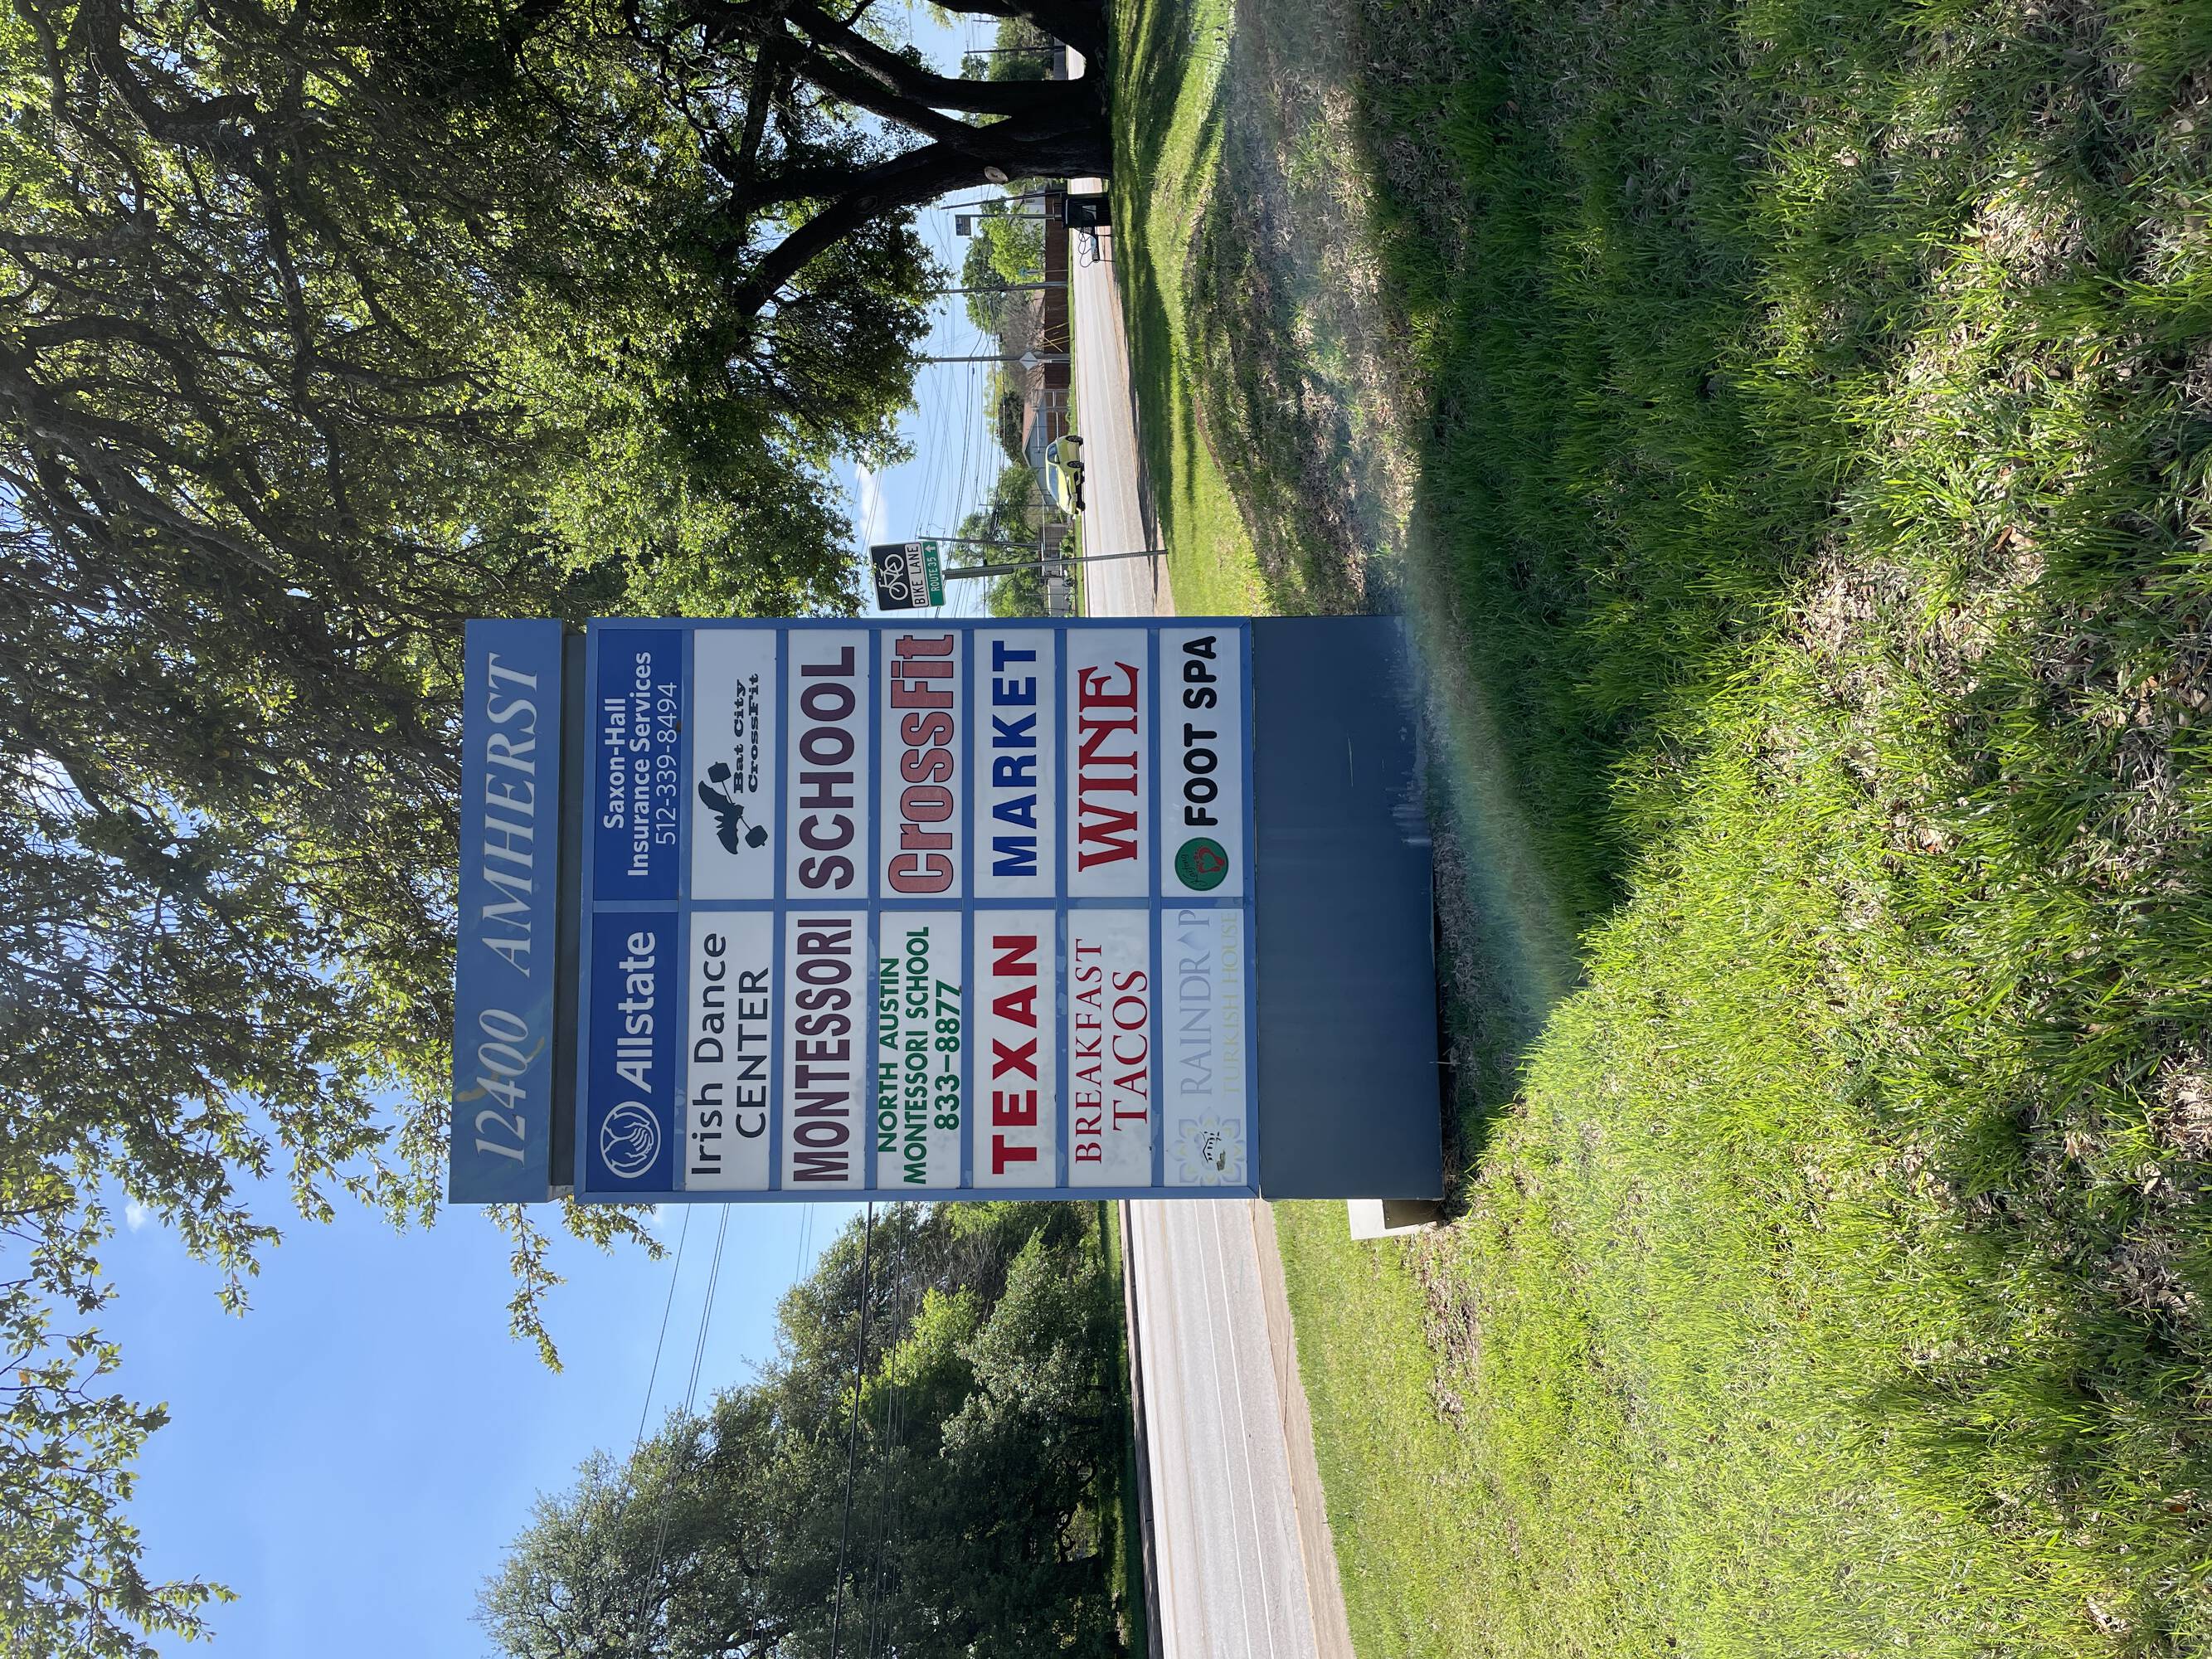 12400 AMHERST
Allstate
Saxon-Hall
Insurance Services
512-339-8494
Irish Dance
CENTER
Bat City
CrossFit
MONTESSORI
SCHOOL
NORTH AUSTIN
MONTESSORI SCHOOL
833-8877
CrossFit
TEXAN
MARKET
BREAKFAST
TACOS
WINE
RAINDROP
TURKISH HOUSE
FOOT SPA
BIKE LANE
ROUTE 35